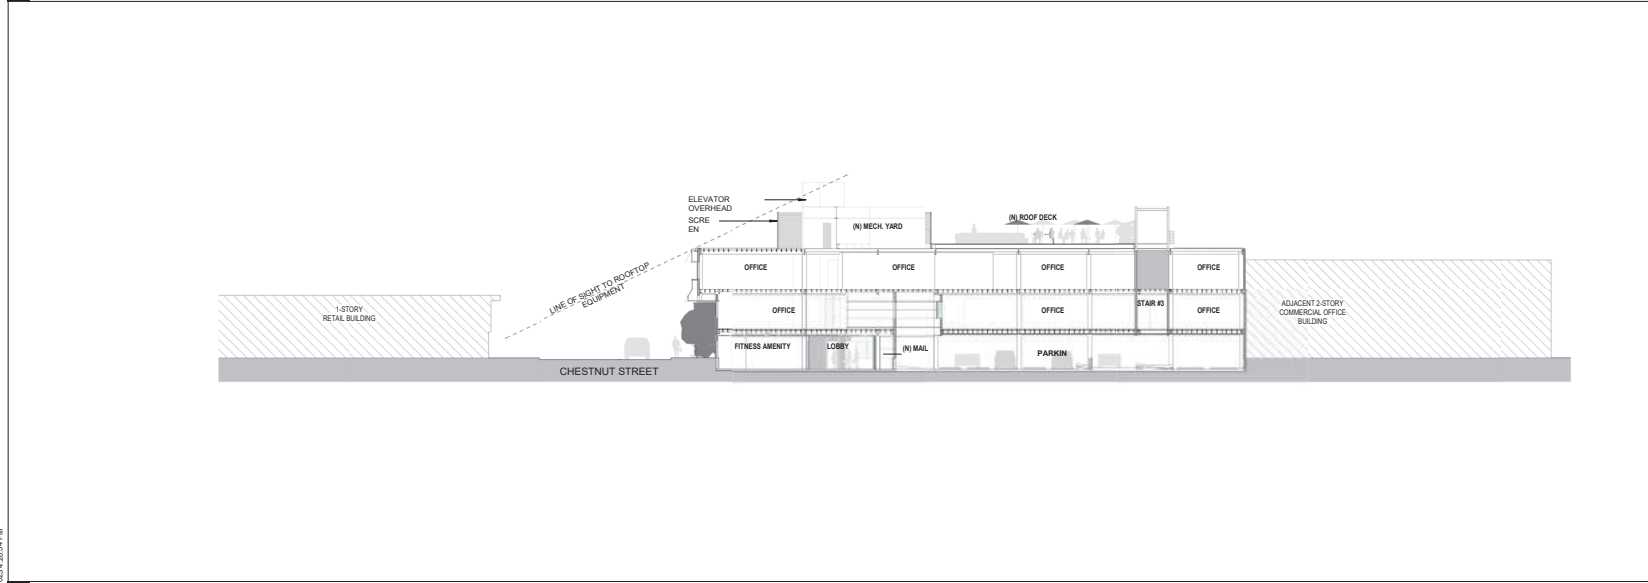 ELEVATOR
OVERHEAD
SCRE
EN
(N) MECH. YARD
(N) ROOF DECK
LINE OF SIGHT TO ROOFTOP
EQUIPMENT
OFFICE
OFFICE
OFFICE
OFFICE
1-STORY
RETAIL BUILDING
OFFICE
OFFICE
STAIR #3
OFFICE
ADJACENT 2-STORY
COMMERCIAL OFFICE
BUILDING
FITNESS AMENITY
LOBBY
(N) MAIL
PARKIN
CHESTNUT STREET